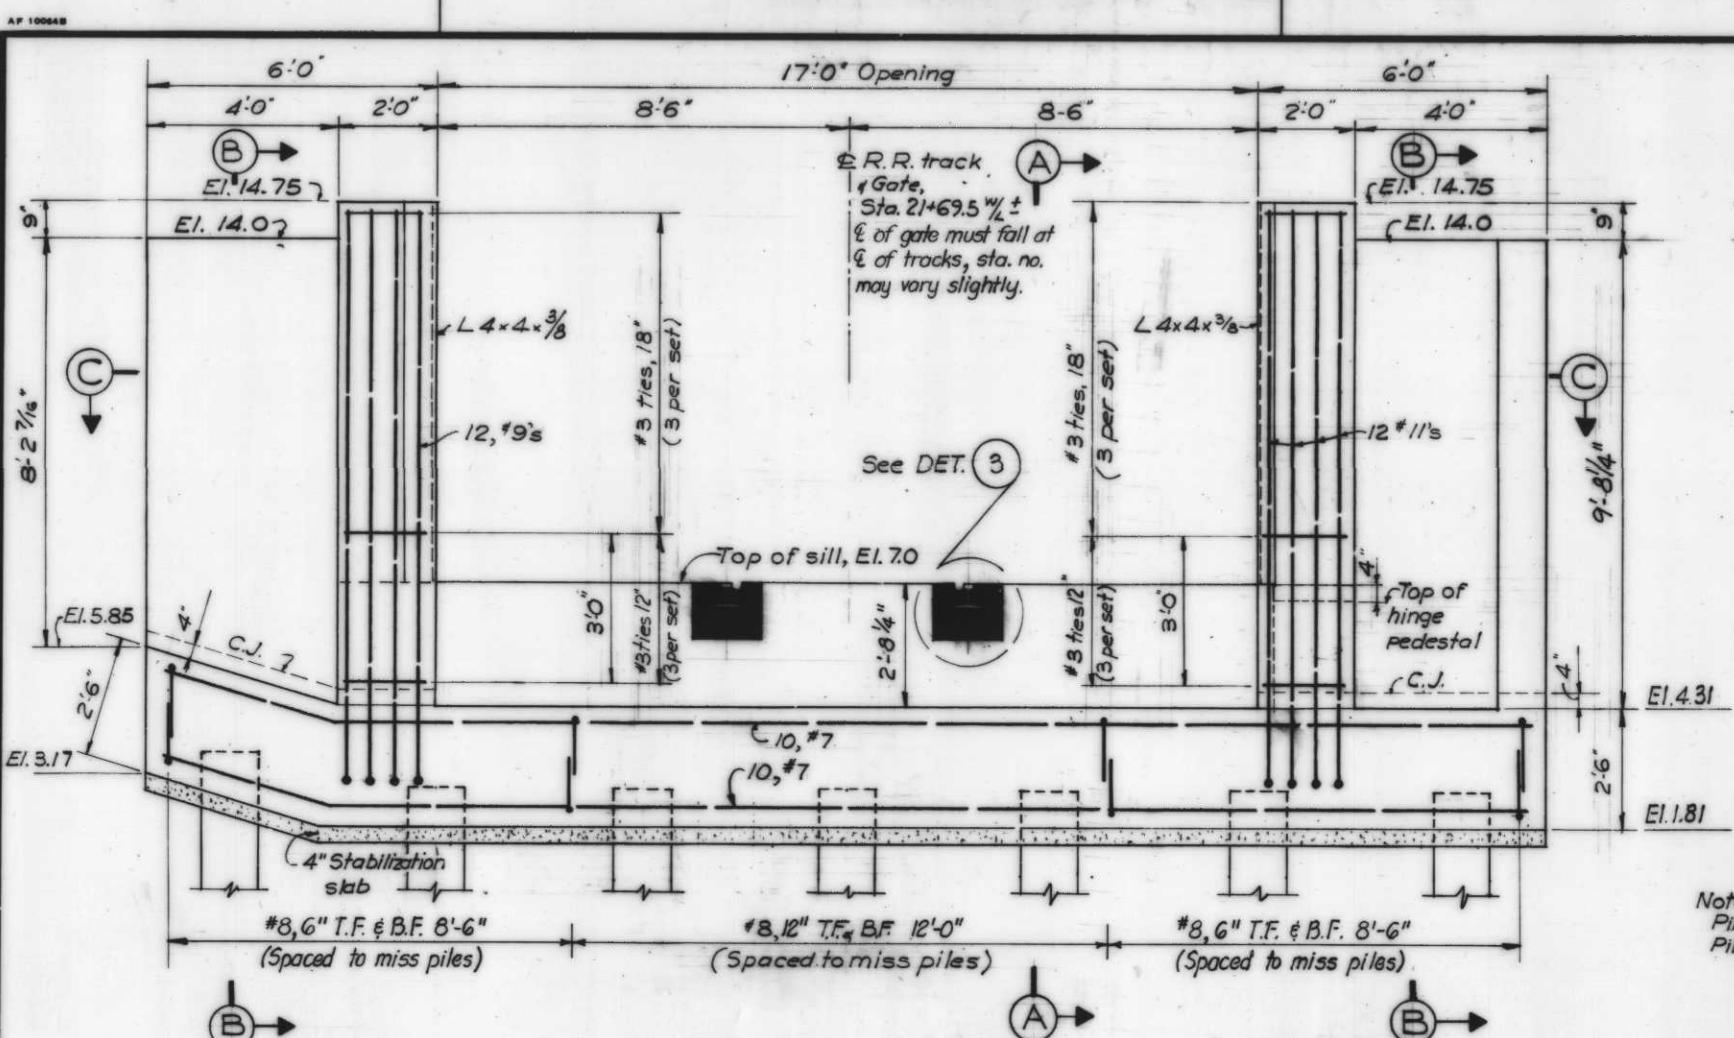 AF 10064B
6'-0"
17'-0" Opening
6'-0"
4'-0"
2'-0"
8'-6"
8-6"
2'-0"
4'-0"
B
A
B
℄ R.R. track
& Gate,
Sta. 21+69.5 W/L ±
℄ of gate must fall at
℄ of tracks, sta. no.
may vary slightly.
El. 14.75
El. 14.0
9"
El. 14.75
El. 14.0
9"
L 4×4×3/8
L 4×4×3/8
C
C
#3 ties, 18"
(3 per set)
#3 ties, 18"
(3 per set)
8'-2 7/16"
12, #9's
12 #11's
9'-8 1/4"
See DET. 3
Top of sill, El. 7.0
3'0"
#3 ties 12"
(3 per set)
2'-8 1/4"
#3 ties 12"
(3 per set)
3'0"
4"
Top of
hinge
pedestal
El. 5.85
4"
C.J.
C.J.
4"
El. 4.31
2'6"
10, #7
10, #7
El. 3.17
2'6"
El. 1.81
4" Stabilization
slab
#8, 6" T.F. & B.F. 8'-6"
(Spaced to miss piles)
#8, 12" T.F. & B.F. 12'-0"
(Spaced to miss piles)
#8, 6" T.F. & B.F. 8'-6"
(Spaced to miss piles)
B
A
B